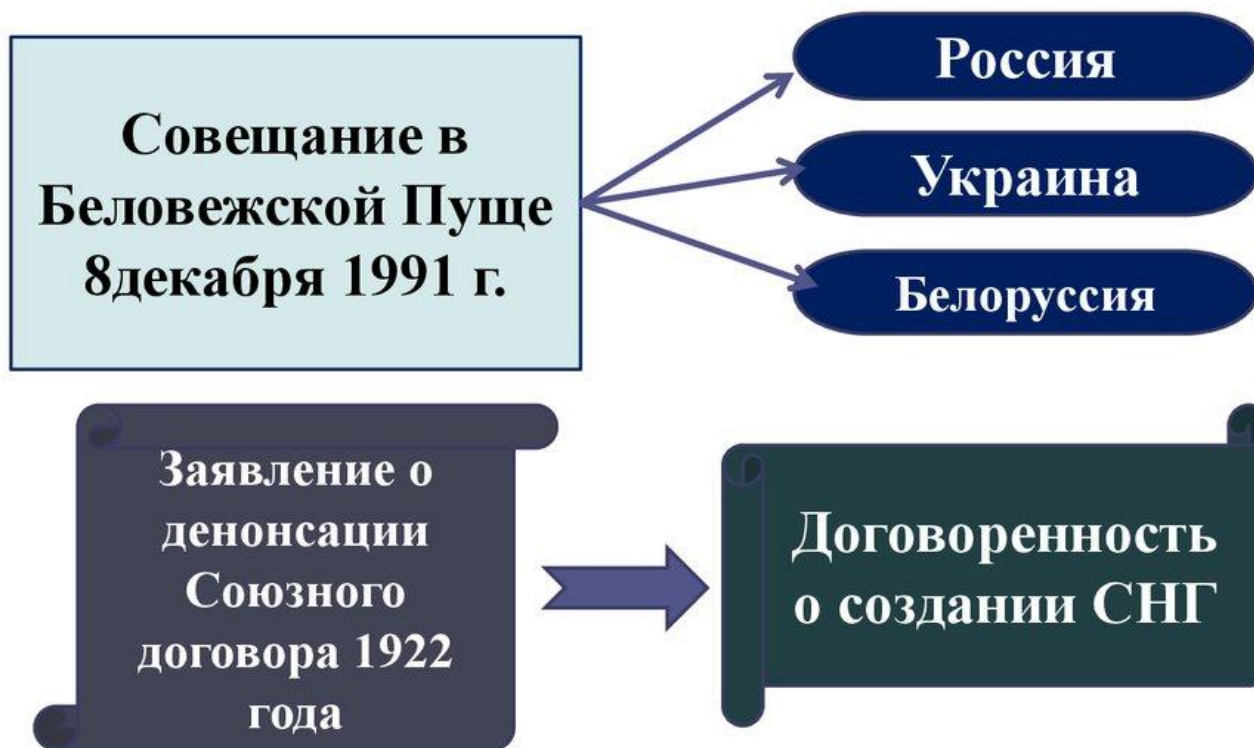 Совещание в
Беловежской Пуще
8декабря 1991 г.
Россия
Украина
Белоруссия
Заявление о
денонсации
Союзного
договора 1922
года
Договоренность
о создании СНГ